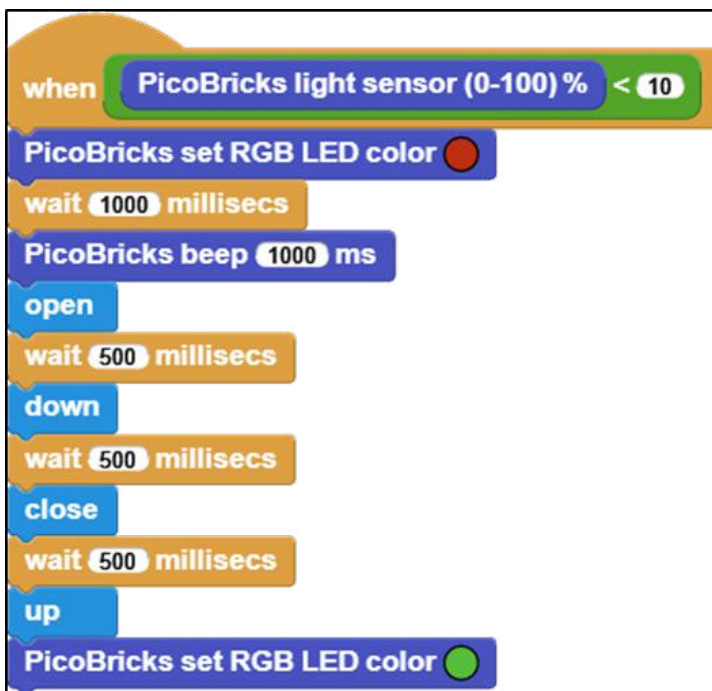 when PicoBricks light sensor (0-100) % < 10
PicoBricks set RGB LED color
wait 1000 millisecs
PicoBricks beep 1000 ms
open
wait 500 millisecs
down
wait 500 millisecs
close
wait 500 millisecs
up
PicoBricks set RGB LED color